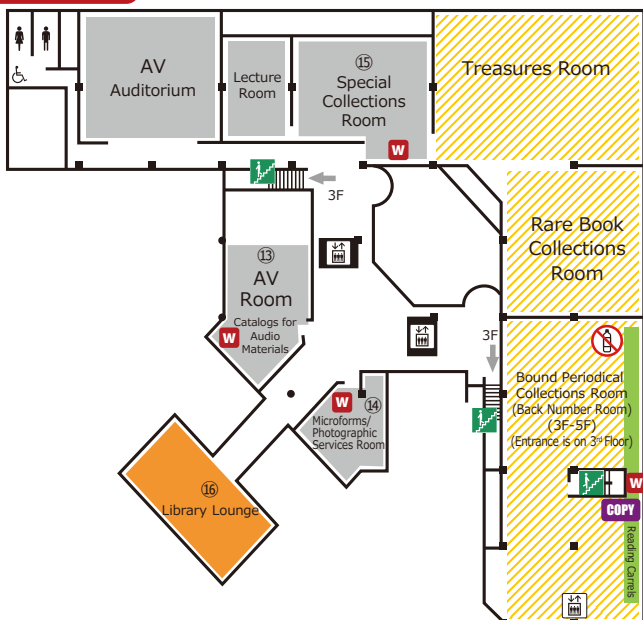 AV
Auditorium
Lecture
Room
⑮
Special
Collections
Room
W
Treasures Room
3F
Rare Book
Collections
Room
⑬
AV
Room
Catalogs for
Audio
Materials
W
3F
Bound Periodical
Collections Room
(Back Number Room)
(3F-5F)
(Entrance is on 3rd Floor)
W
⑭
Microforms/
Photographic
Services Room
⑯
Library Lounge
W
COPY
Reading Carrels